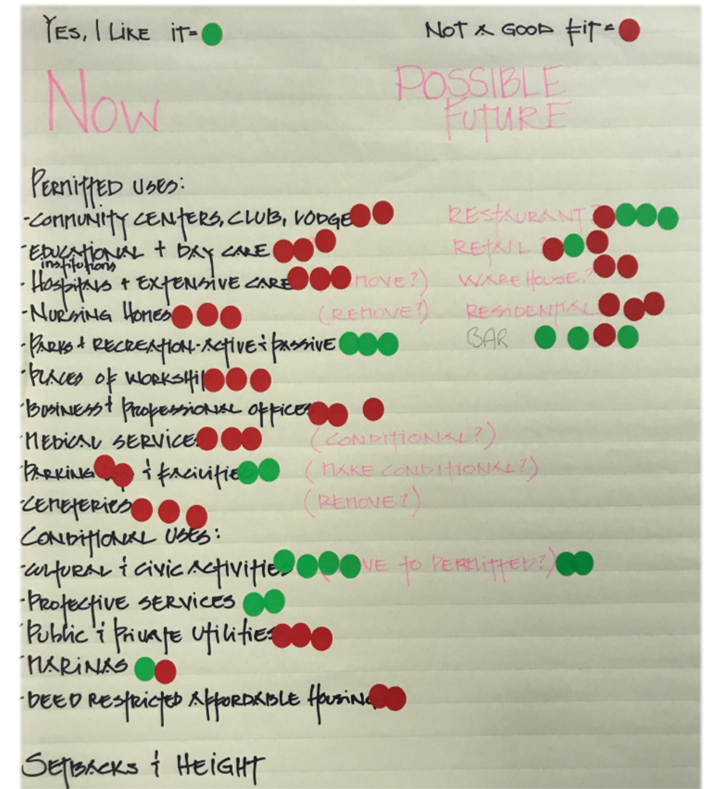 YES, I LIKE IT= NOT A GOOD FIT=
NOW POSSIBLE
FUTURE
PERMITTED USES:
-COMMUNITY CENTERS, CLUB, LODGE RESTAURANT?
-EDUCATIONAL + DAY CARE RETAIL?
institutions
-HOSPITALS + EXTENSIVE CARE MOVE?) WAREHOUSE?
-NURSING HOMES (REMOVE?) RESIDENTIAL
-PARKS + RECREATION-ACTIVE & PASSIVE BAR
-PLACES OF WORKSHIP
-BUSINESS + PROFESSIONAL OFFICES
-MEDICAL SERVICES (CONDITIONAL?)
-PARKING & FACILITIES (MAKE CONDITIONAL?)
-CEMETERIES (REMOVE?)
CONDITIONAL USES:
-CULTURAL & CIVIC ACTIVITIES VE TO PERMITTED?)
-PROTECTIVE SERVICES
-PUBLIC & PRIVATE UTILITIES
-MARINAS
-DEED RESTRICTED AFFORDABLE HOUSING
SETBACKS & HEIGHT